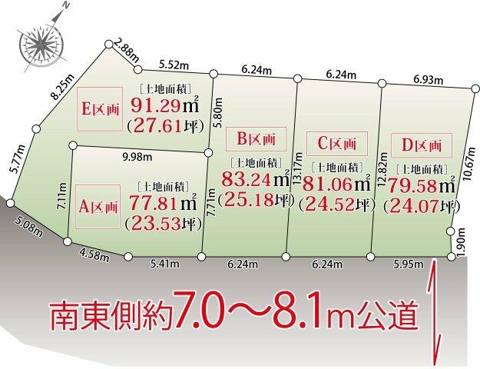 N
2.88m
5.52m
6.24m
6.24m
6.93m
8.25m
5.77m
E区画
[土地面積]
91.29㎡
(27.61坪)
5.80m
9.98m
7.11m
A区画
[土地面積]
77.81㎡
(23.53坪)
7.71m
B区画
[土地面積]
83.24㎡
(25.18坪)
13.17m
C区画
[土地面積]
81.06㎡
(24.52坪)
12.82m
D区画
[土地面積]
79.58㎡
(24.07坪)
10.67m
1.90m
5.08m
4.58m
5.41m
6.24m
6.24m
5.95m
南東側約7.0〜8.1m公道